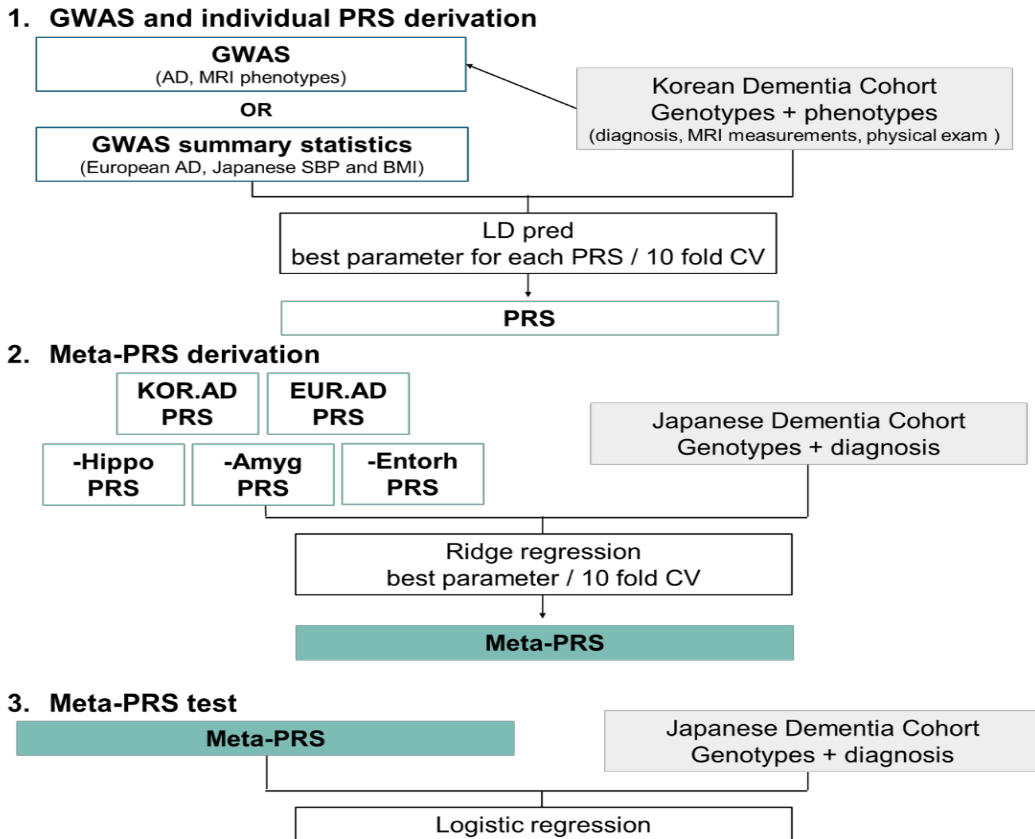 1. GWAS and individual PRS derivation
GWAS
(AD, MRI phenotypes)
OR
GWAS summary statistics
(European AD, Japanese SBP and BMI)
Korean Dementia Cohort
Genotypes + phenotypes
(diagnosis, MRI measurements, physical exam )
LD pred
best parameter for each PRS / 10 fold CV
PRS
2. Meta-PRS derivation
KOR.AD
PRS
EUR.AD
PRS
-Hippo
PRS
-Amyg
PRS
-Entorh
PRS
Japanese Dementia Cohort
Genotypes + diagnosis
Ridge regression
best parameter / 10 fold CV
Meta-PRS
3. Meta-PRS test
Meta-PRS
Japanese Dementia Cohort
Genotypes + diagnosis
Logistic regression